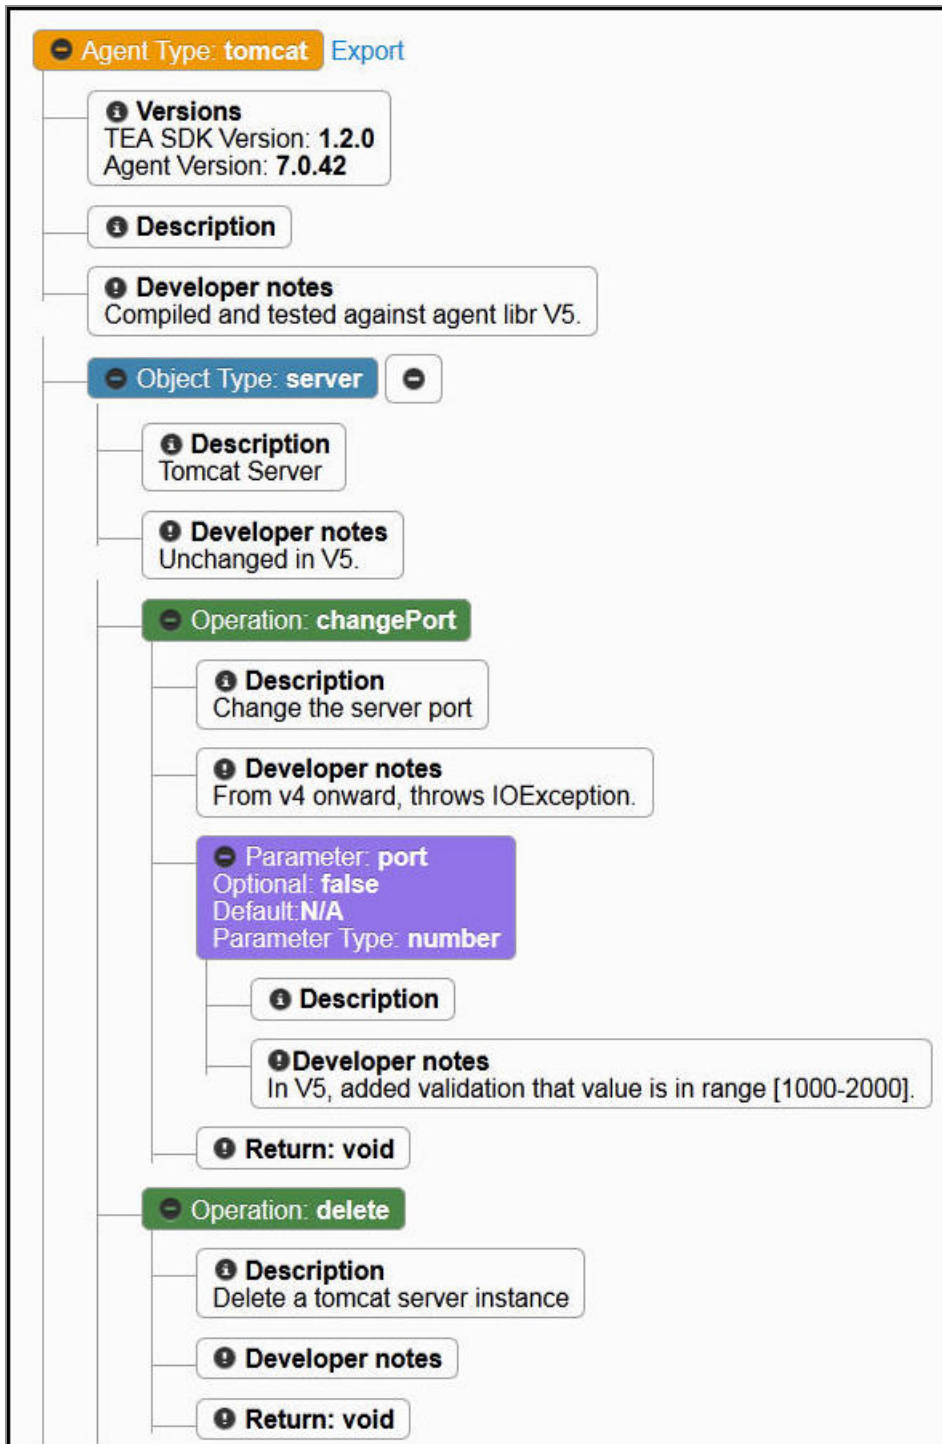 Agent Type: tomcat Export
Versions
TEA SDK Version: 1.2.0
Agent Version: 7.0.42
Description
Developer notes
Compiled and tested against agent libr V5.
Object Type: server
Description
Tomcat Server
Developer notes
Unchanged in V5.
Operation: changePort
Description
Change the server port
Developer notes
From v4 onward, throws IOException.
Parameter: port
Optional: false
Default:N/A
Parameter Type: number
Description
Developer notes
In V5, added validation that value is in range [1000-2000].
Return: void
Operation: delete
Description
Delete a tomcat server instance
Developer notes
Return: void